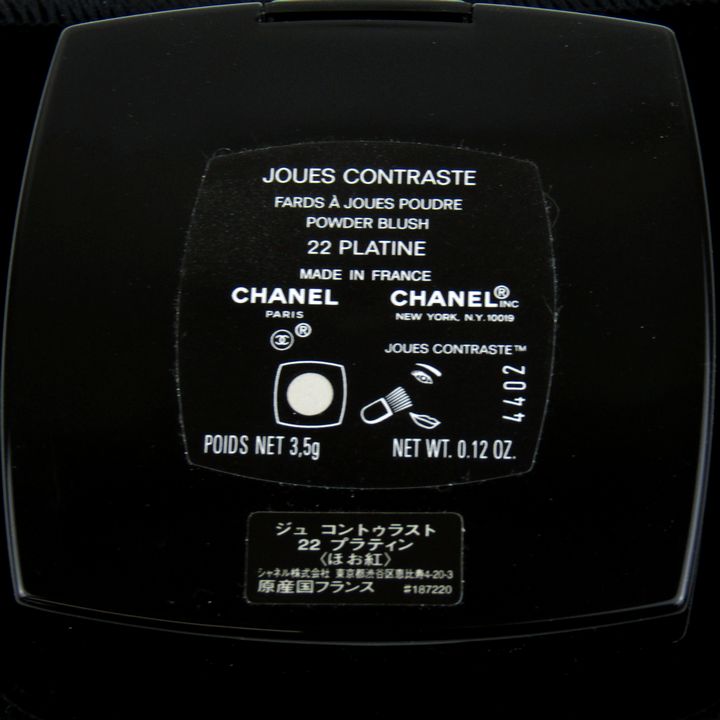 JOUES CONTRASTE
FARDS À JOUES POUDRE
POWDER BLUSH
22 PLATINE
MADE IN FRANCE
CHANEL
PARIS
®
CHANEL® INC
NEW YORK, N.Y. 10019
JOUES CONTRASTE™
4402
POIDS NET 3,5g
NET WT. 0.12 OZ.
ジュ コントゥラスト
22 プラティン
〈ほお紅〉
シャネル株式会社 東京都渋谷区恵比寿4-20-3
原産国フランス #187220